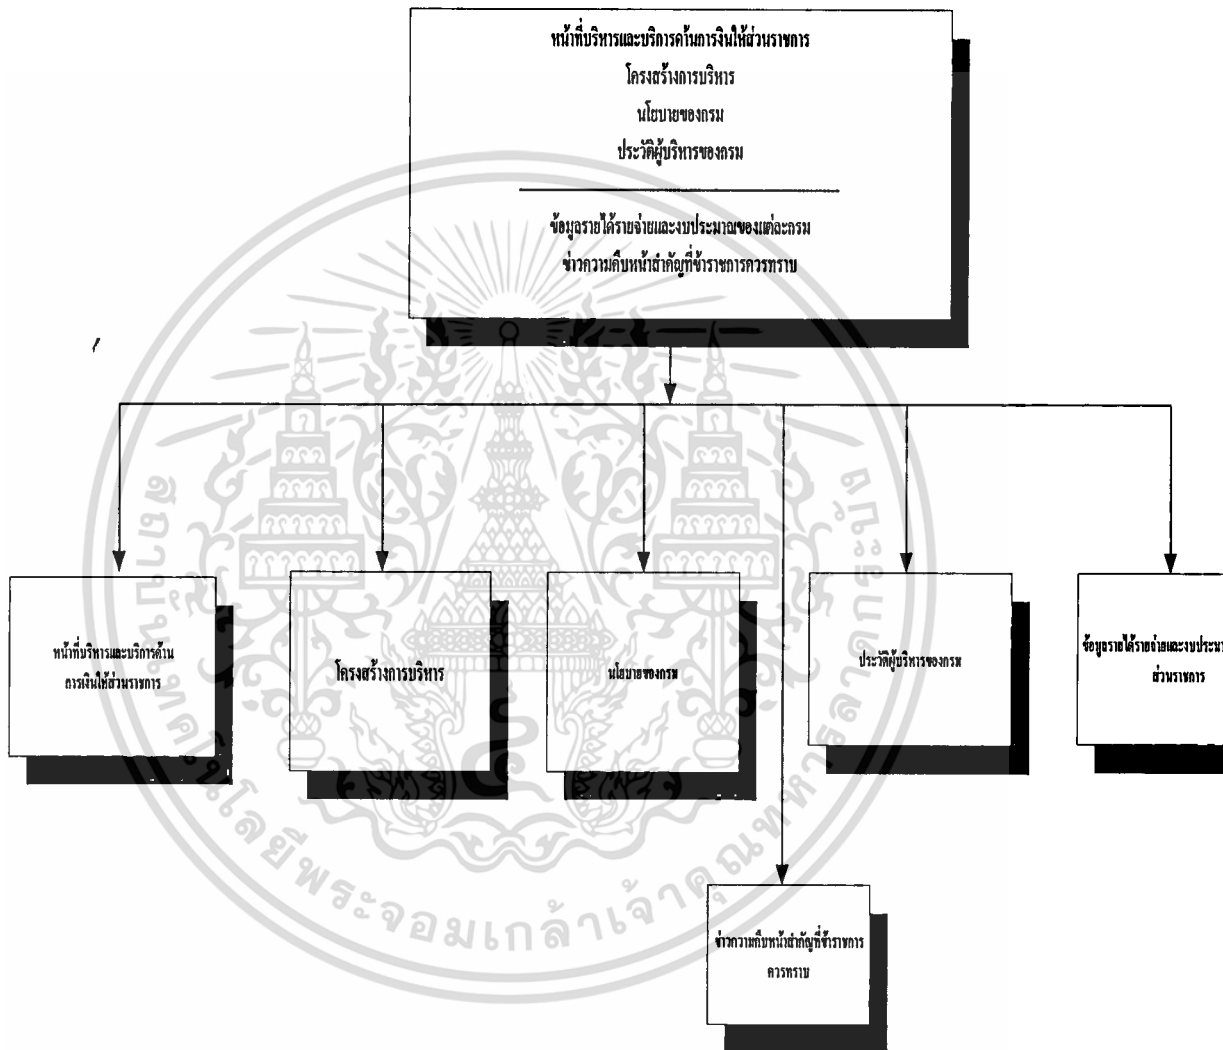 หน้าที่บริหารและบริการด้านการเงินให้ส่วนราชการ
โครงสร้างการบริหาร
นโยบายของกรม
ประวัติผู้บริหารของกรม
ข้อมูลรายได้รายจ่ายและงบประมาณของแต่ละกรม
ข่าวความคืบหน้าสำคัญที่ข้าราชการควรทราบ
หน้าที่บริหารและบริการด้าน
การเงินให้ส่วนราชการ
โครงสร้างการบริหาร
นโยบายของกรม
ประวัติผู้บริหารของกรม
ข้อมูลรายได้รายจ่ายและงบประมา
ส่วนราชการ
ข่าวความคืบหน้าสำคัญที่ข้าราชการ
ควรทราบ
สถาบันเทคโนโลยีพระจอมเกล้าเจ้าคุณทหารลาดกระบัง